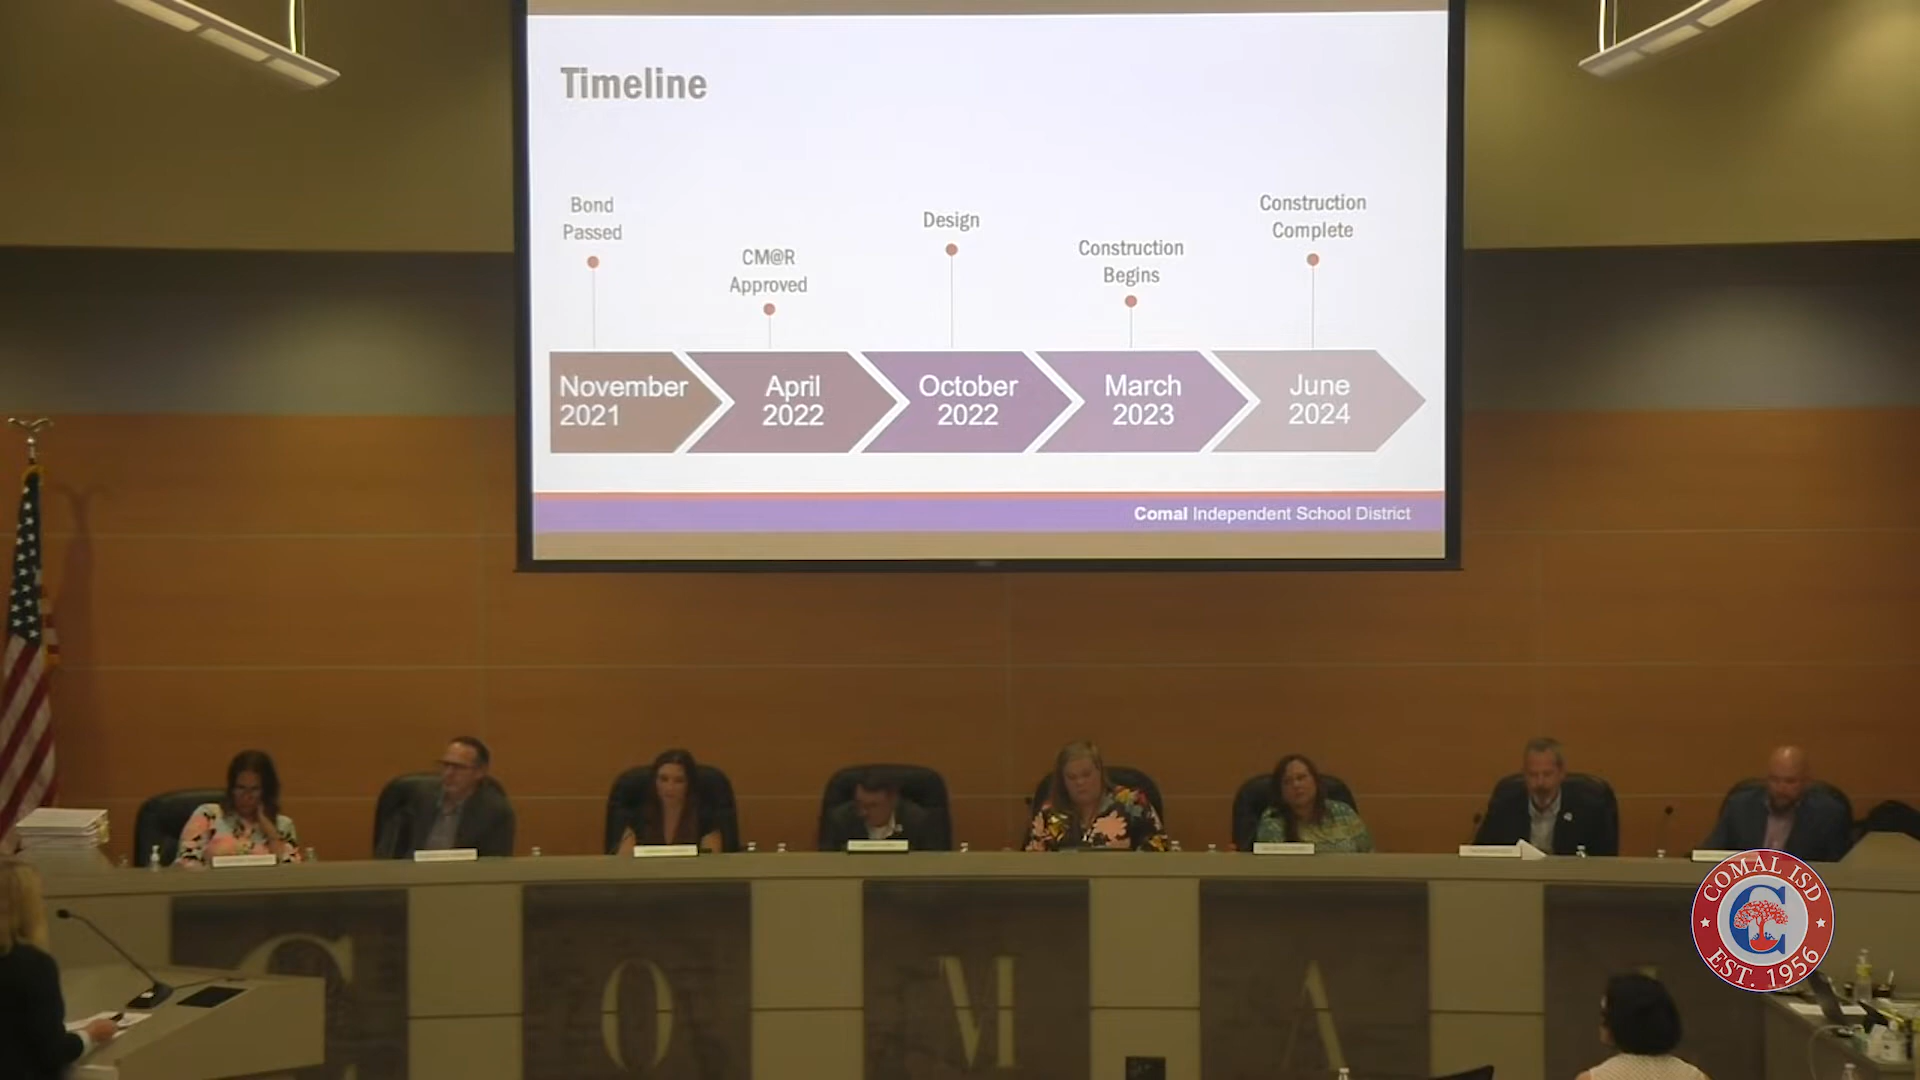 Timeline
Bond
Passed
CM@R
Approved
Design
Construction
Begins
Construction
Complete
November
2021
April
2022
October
2022
March
2023
June
2024
Comal Independent School District
C O M A
COMAL ISD
C
EST. 1956